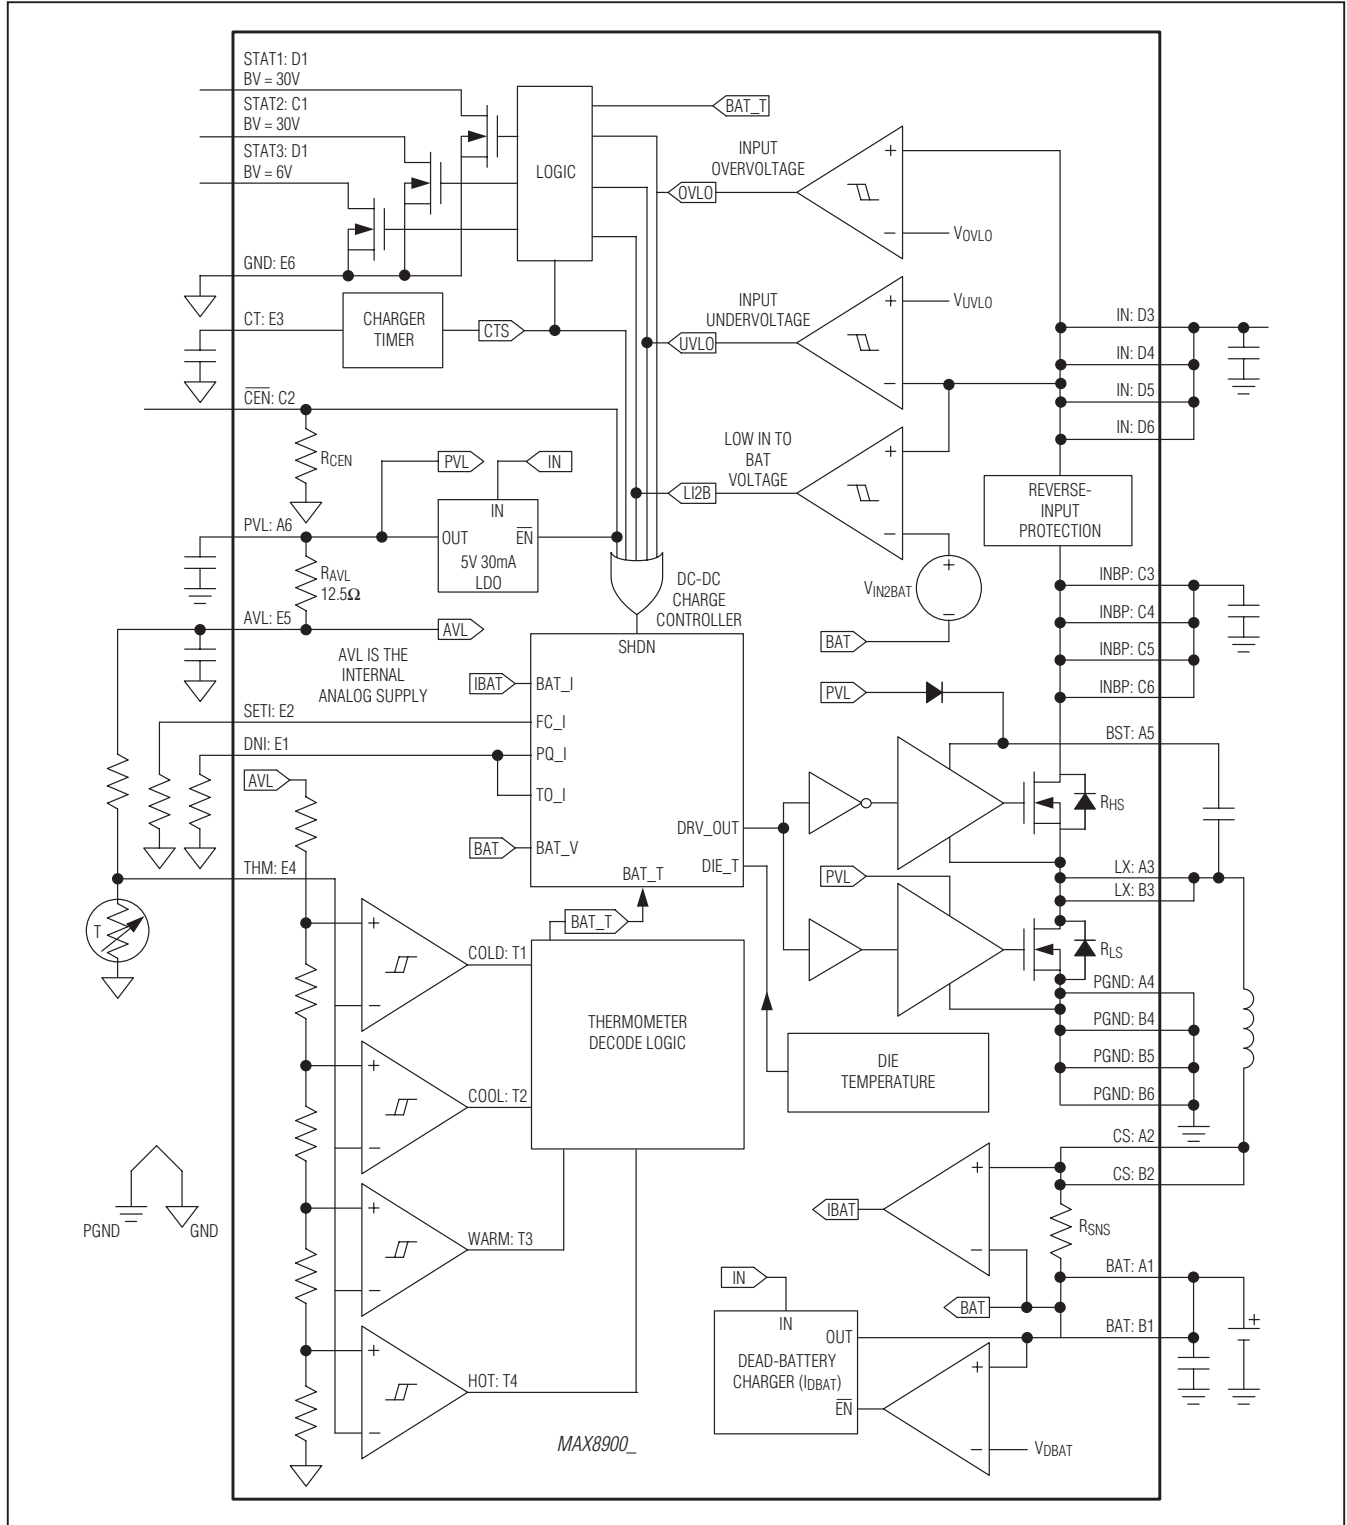 STAT1: D1
BV = 30V
STAT2: C1
BV = 30V
STAT3: D1
BV = 6V
GND: E6
CT: E3
CEN: C2
RCEN
PVL: A6
RAVL
12.5Ω
AVL: E5
AVL IS THE
INTERNAL
ANALOG SUPPLY
SETI: E2
DNI: E1
AVL
THM: E4
T
PGND
GND
LOGIC
CHARGER
TIMER
CTS
PVL
IN
IN
OUT
EN
5V 30mA
LDO
AVL
BAT_T
INPUT
OVERVOLTAGE
OVLO
+
−
VOVLO
INPUT
UNDERVOLTAGE
UVLO
+
−
VUVLO
LOW IN TO
BAT
VOLTAGE
LI2B
+
−
VIN2BAT
+
−
BAT
DC-DC
CHARGE
CONTROLLER
SHDN
IBAT
BAT_I
FC_I
PQ_I
TO_I
BAT
BAT_V
BAT_T
DRV_OUT
DIE_T
BAT_T
THERMOMETER
DECODE LOGIC
+
−
COLD: T1
+
−
COOL: T2
+
−
WARM: T3
+
−
HOT: T4
MAX8900_
DIE
TEMPERATURE
PVL
PVL
RHS
RLS
IN: D3
IN: D4
IN: D5
IN: D6
REVERSE-
INPUT
PROTECTION
INBP: C3
INBP: C4
INBP: C5
INBP: C6
BST: A5
LX: A3
LX: B3
PGND: A4
PGND: B4
PGND: B5
PGND: B6
CS: A2
CS: B2
+
−
IBAT
RSNS
BAT: A1
BAT
BAT: B1
+
IN
IN
OUT
DEAD-BATTERY
CHARGER (IDBAT)
EN
+
−
VDBAT